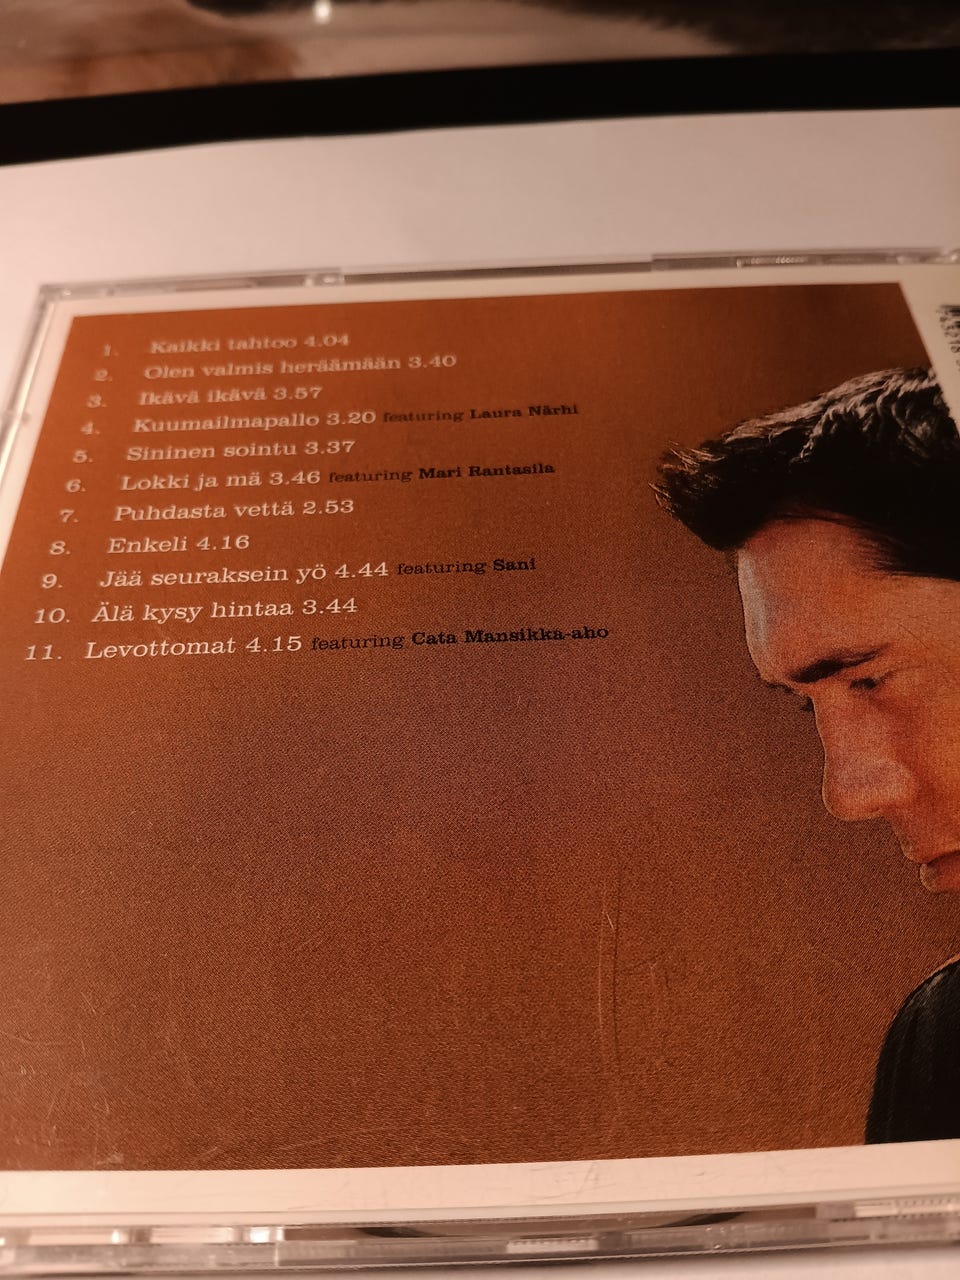 1. Kaikki tahtoo 4.04
2. Olen valmis heräämään 3.40
3. Ikävä ikävä 3.57
4. Kuumailmapallo 3.20 featuring Laura Närhi
5. Sininen sointu 3.37
6. Lokki ja mä 3.46 featuring Mari Rantasila
7. Puhdasta vettä 2.53
8. Enkeli 4.16
9. Jää seuraksein yö 4.44 featuring Sani
10. Älä kysy hintaa 3.44
11. Levottomat 4.15 featuring Cata Mansikka-aho